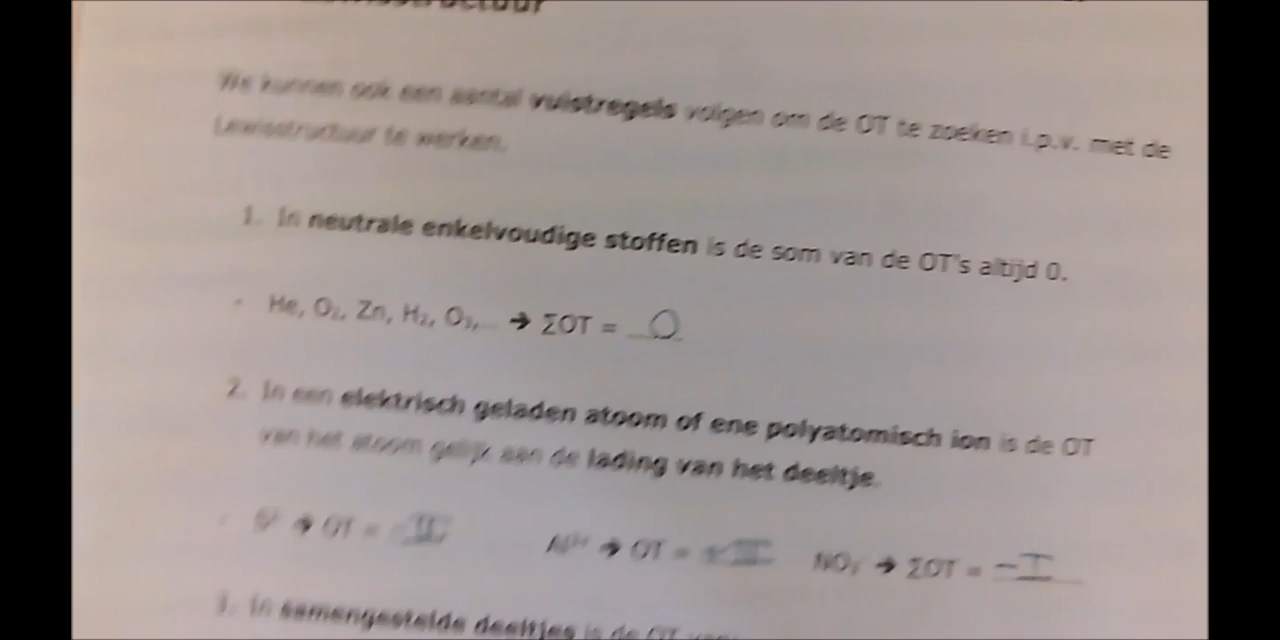 We kunnen ook een aantal vuistregels volgen om de OT te zoeken i.p.v. met de
Lewisstructuur te werken.
1. In neutrale enkelvoudige stoffen is de som van de OT's altijd 0.
He, O₂, Zn, H₂, O₃,... → ΣOT = 0
2. In een elektrisch geladen atoom of ene polyatomisch ion is de OT
van het atoom gelijk aan de lading van het deeltje.
→ OT = -II Al³⁺ → OT = +III NO₃⁻ → ΣOT = -I
3. In samengestelde deeltjes is de OT